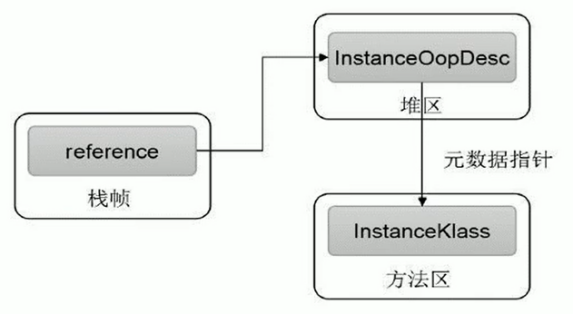 InstanceOopDesc
堆区
reference
栈帧
元数据指针
InstanceKlass
方法区